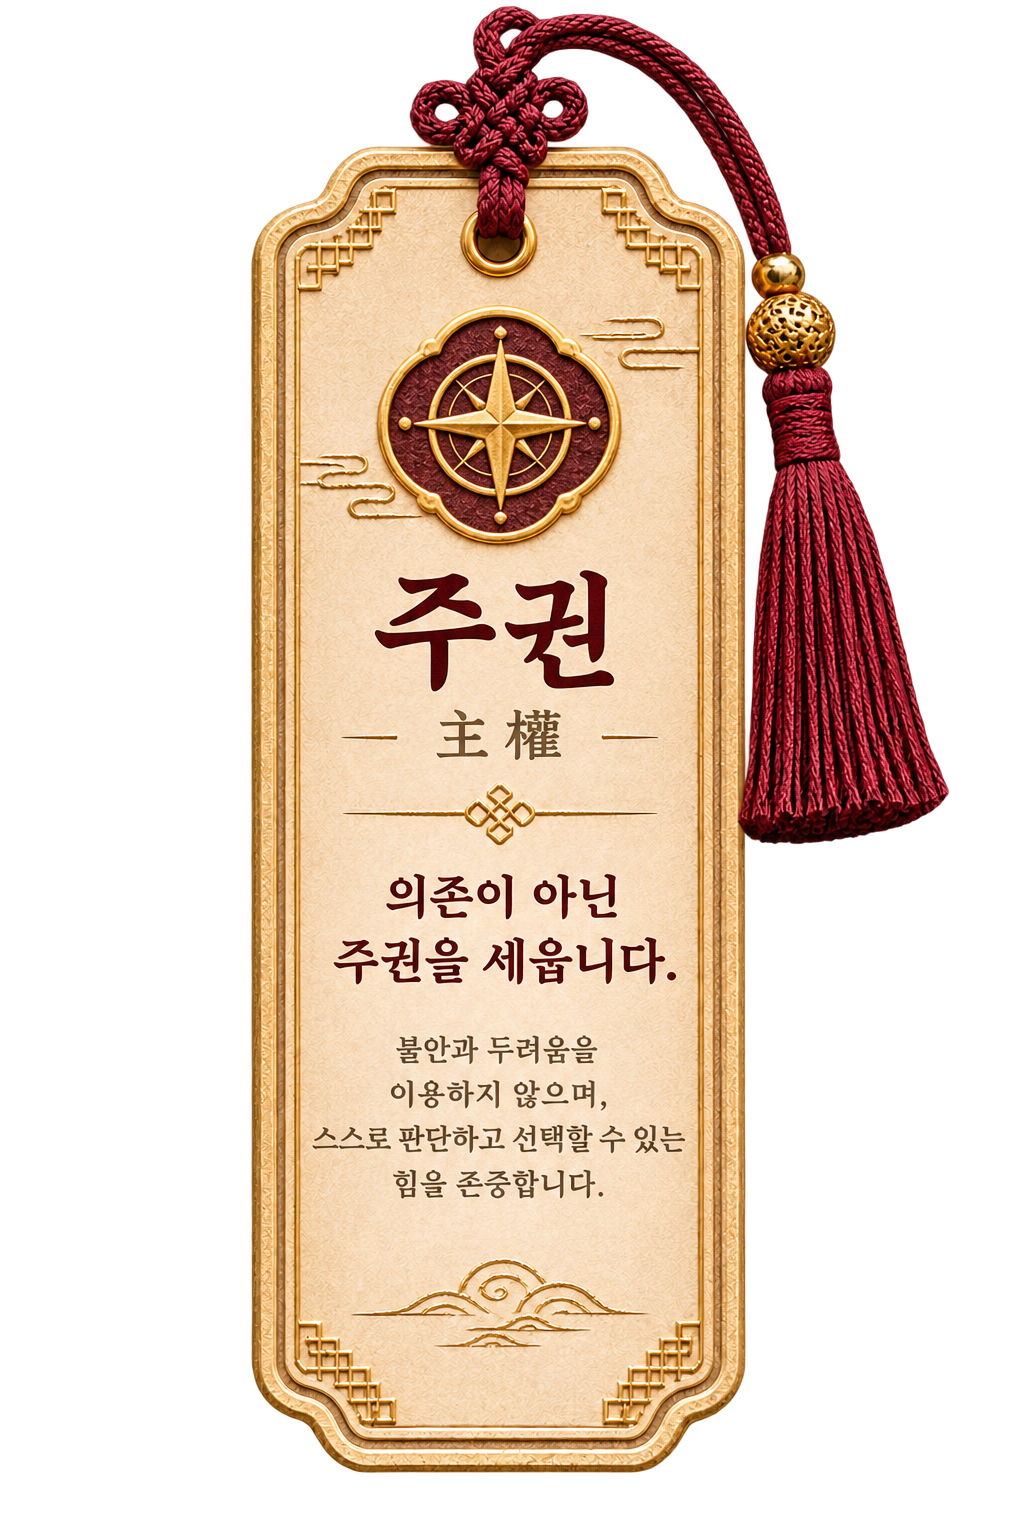 주권
主權
의존이 아닌
주권을 세웁니다.
불안과 두려움을
이용하지 않으며,
스스로 판단하고 선택할 수 있는
힘을 존중합니다.